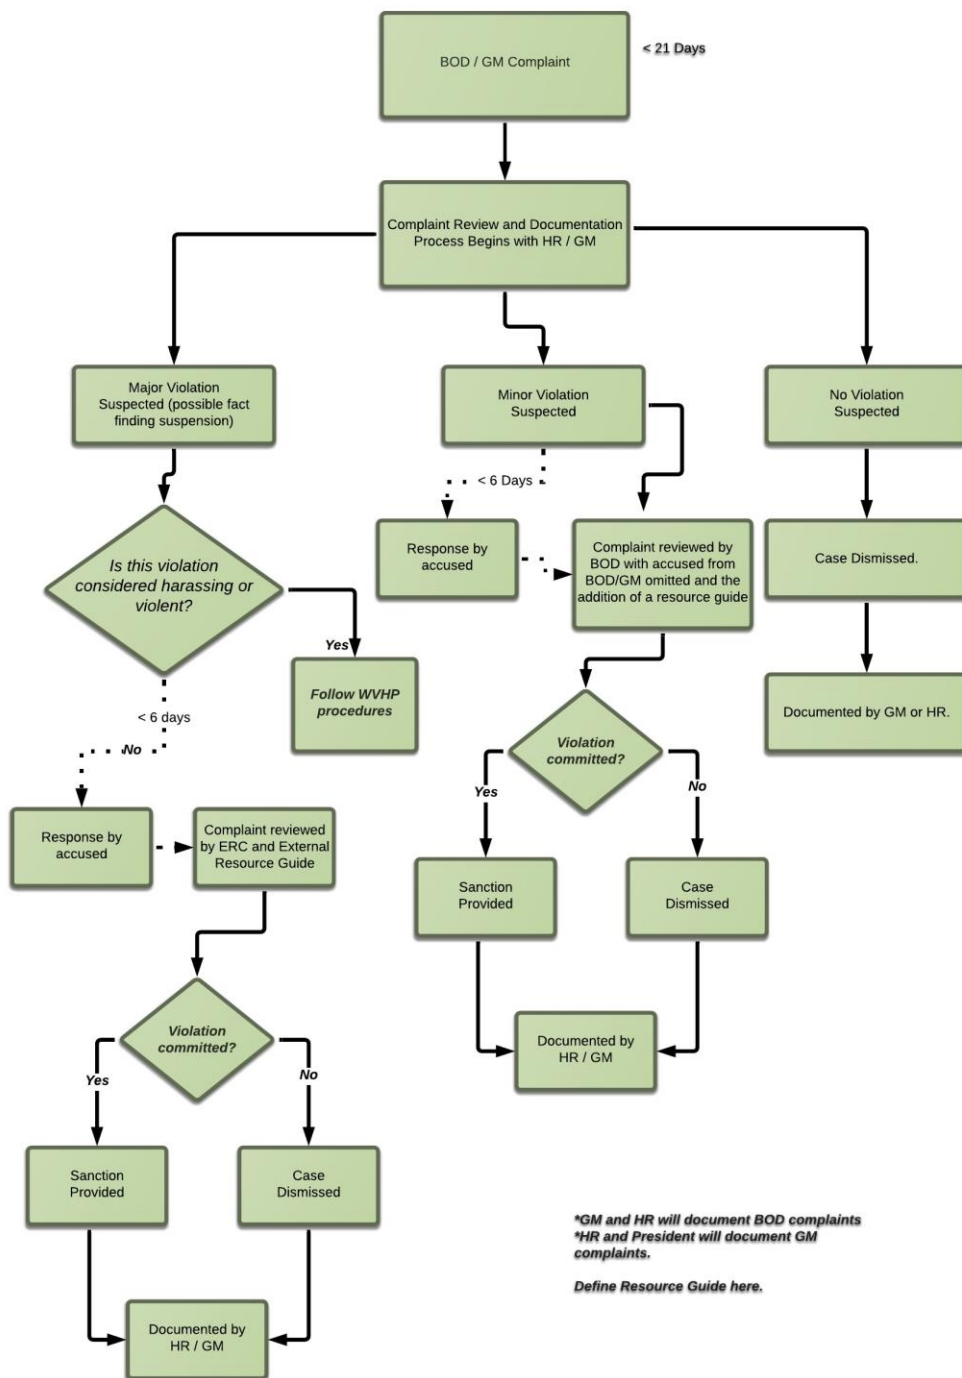 BOD / GM Complaint
< 21 Days
Complaint Review and Documentation
Process Begins with HR / GM
Major Violation
Suspected (possible fact
finding suspension)
Minor Violation
Suspected
No Violation
Suspected
< 6 Days
Response by
accused
Complaint reviewed by
BOD with accused from
BOD/GM omitted and the
addition of a resource guide
Case Dismissed.
Is this violation
considered harassing or
violent?
Yes
Follow WVHP
procedures
Documented by GM or HR.
< 6 days
No
Violation
committed?
Yes
No
Response by
accused
Complaint reviewed
by ERC and External
Resource Guide
Sanction
Provided
Case
Dismissed
Violation
committed?
Documented by
HR / GM
Yes
No
Sanction
Provided
Case
Dismissed
*GM and HR will document BOD complaints
*HR and President will document GM
complaints.
Define Resource Guide here.
Documented by
HR / GM